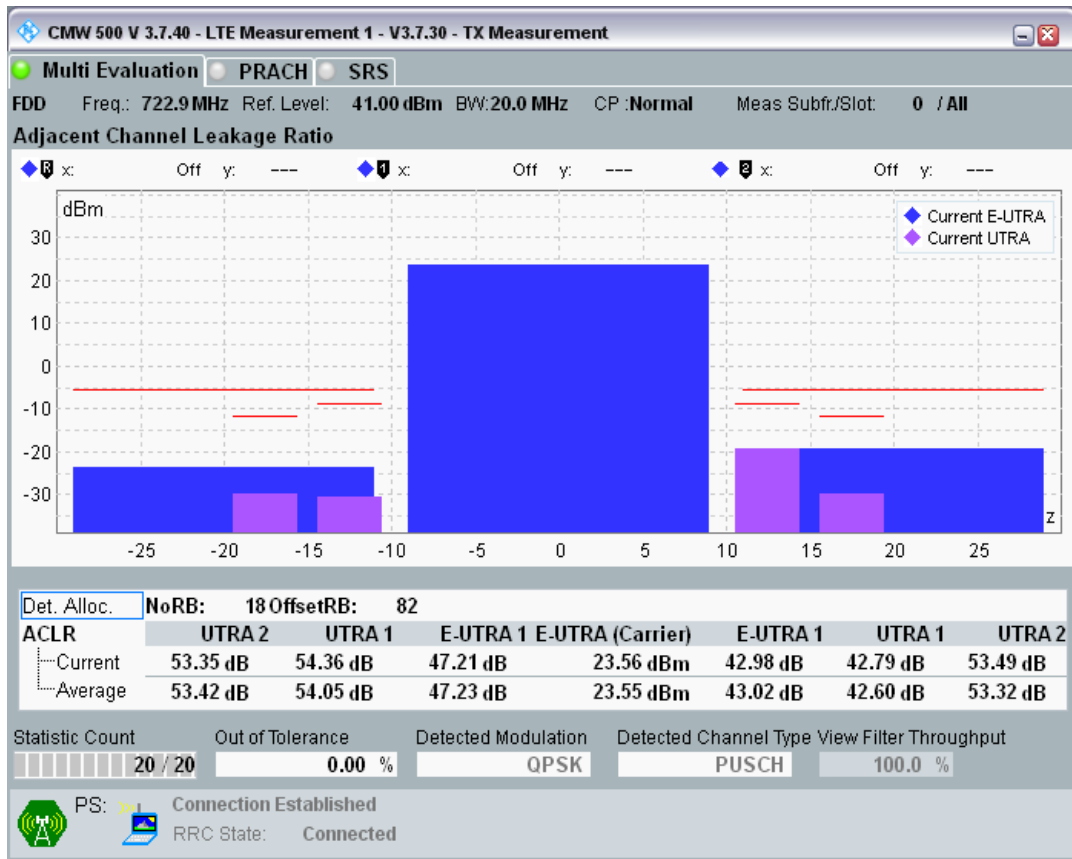 CMW 500 V 3.7.40 - LTE Measurement 1 - V3.7.30 - TX Measurement
Multi Evaluation PRACH SRS
FDD Freq.: 722.9 MHz Ref. Level: 41.00 dBm BW: 20.0 MHz CP :Normal Meas Subfr./Slot: 0 / All
Adjacent Channel Leakage Ratio
R x: Off y: --- 1 x: Off y: --- 2 x: Off y: ---
dBm
Current E-UTRA
Current UTRA
30
20
10
0
-10
-20
-30
z
-25 -20 -15 -10 -5 0 5 10 15 20 25
Det. Alloc. NoRB: 18 OffsetRB: 82
ACLR UTRA 2 UTRA 1 E-UTRA 1 E-UTRA (Carrier) E-UTRA 1 UTRA 1 UTRA 2
Current 53.35 dB 54.36 dB 47.21 dB 23.56 dBm 42.98 dB 42.79 dB 53.49 dB
Average 53.42 dB 54.05 dB 47.23 dB 23.55 dBm 43.02 dB 42.60 dB 53.32 dB
Statistic Count Out of Tolerance Detected Modulation Detected Channel Type View Filter Throughput
20 / 20 0.00 % QPSK PUSCH 100.0 %
PS: Connection Established
RRC State: Connected